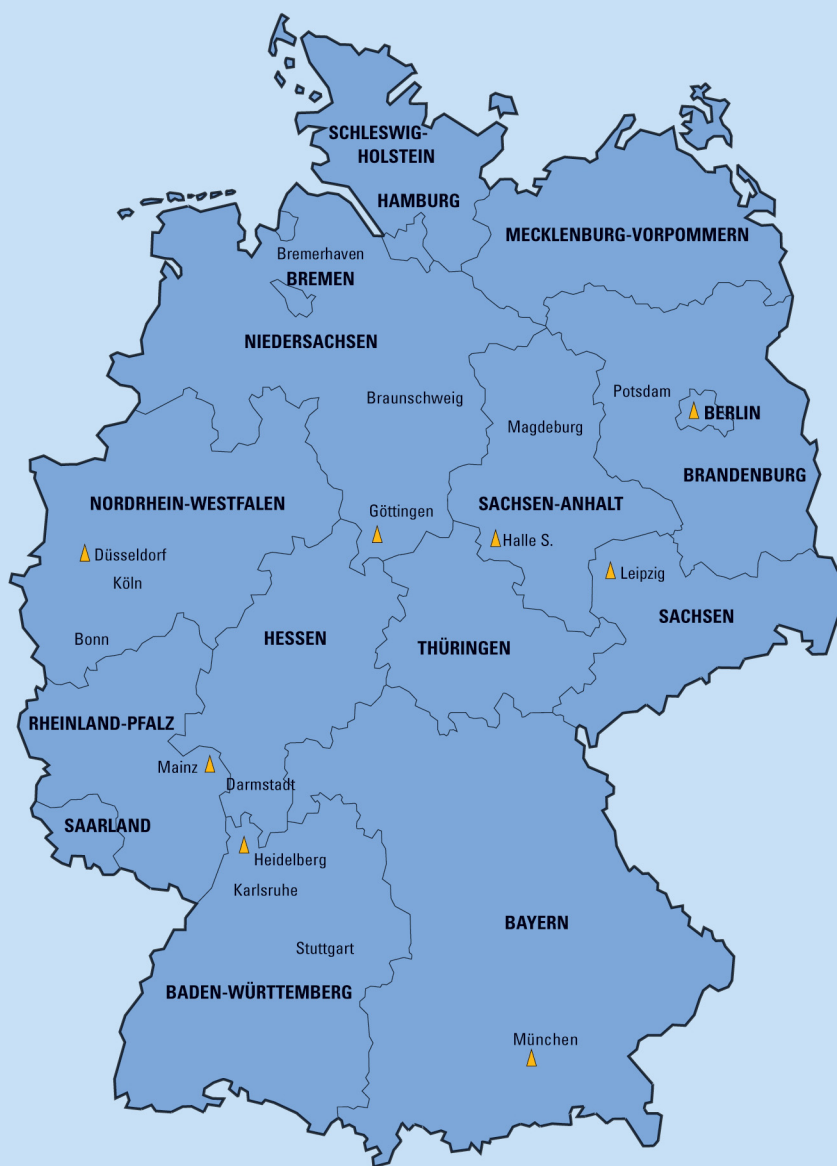 SCHLESWIG-
HOLSTEIN
HAMBURG
MECKLENBURG-VORPOMMERN
Bremerhaven
BREMEN
NIEDERSACHSEN
Braunschweig
Potsdam
BERLIN
Magdeburg
BRANDENBURG
NORDRHEIN-WESTFALEN
SACHSEN-ANHALT
Göttingen
Halle S.
Düsseldorf
Leipzig
Köln
SACHSEN
Bonn
HESSEN
THÜRINGEN
RHEINLAND-PFALZ
Mainz
Darmstadt
SAARLAND
Heidelberg
Karlsruhe
BAYERN
Stuttgart
BADEN-WÜRTTEMBERG
München